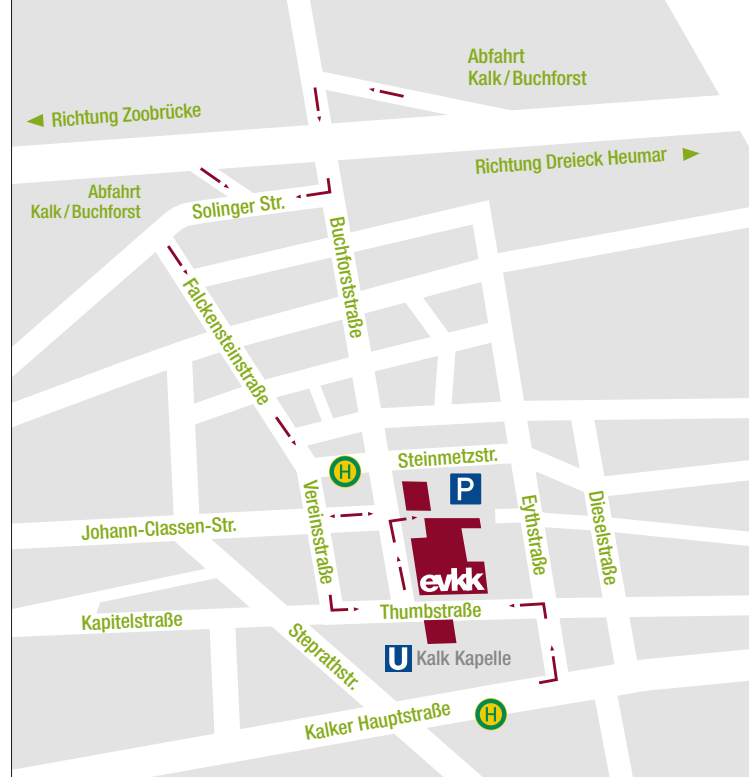 Abfahrt
Kalk / Buchforst
Richtung Zoobrücke
Richtung Dreieck Heumar
Abfahrt
Kalk / Buchforst
Solinger Str.
Buchforststraße
Falckensteinstraße
Steinmetzstr.
H
P
Vereinsstraße
Eythstraße
Dieselstraße
Johann-Classen-Str.
evkk
Thumbstraße
Kapitelstraße
Steprathstr.
U Kalk Kapelle
Kalker Hauptstraße
H